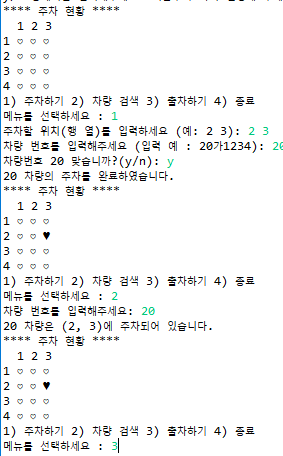 **** 주차 현황 ****
1 2 3
1 ♡ ♡ ♡
2 ♡ ♡ ♡
3 ♡ ♡ ♡
4 ♡ ♡ ♡
1) 주차하기 2) 차량 검색 3) 출차하기 4) 종료
메뉴를 선택하세요 : 1
주차할 위치(행 열)를 입력하세요 (예: 2 3): 2 3
차량 번호를 입력해주세요 (입력 예 : 20가1234): 20
차량번호 20 맞습니까?(y/n): y
20 차량의 주차를 완료하였습니다.
**** 주차 현황 ****
1 2 3
1 ♡ ♡ ♡
2 ♡ ♡ ♥
3 ♡ ♡ ♡
4 ♡ ♡ ♡
1) 주차하기 2) 차량 검색 3) 출차하기 4) 종료
메뉴를 선택하세요 : 2
차량 번호를 입력해주세요: 20
20 차량은 (2, 3)에 주차되어 있습니다.
**** 주차 현황 ****
1 2 3
1 ♡ ♡ ♡
2 ♡ ♡ ♥
3 ♡ ♡ ♡
4 ♡ ♡ ♡
1) 주차하기 2) 차량 검색 3) 출차하기 4) 종료
메뉴를 선택하세요 : 3